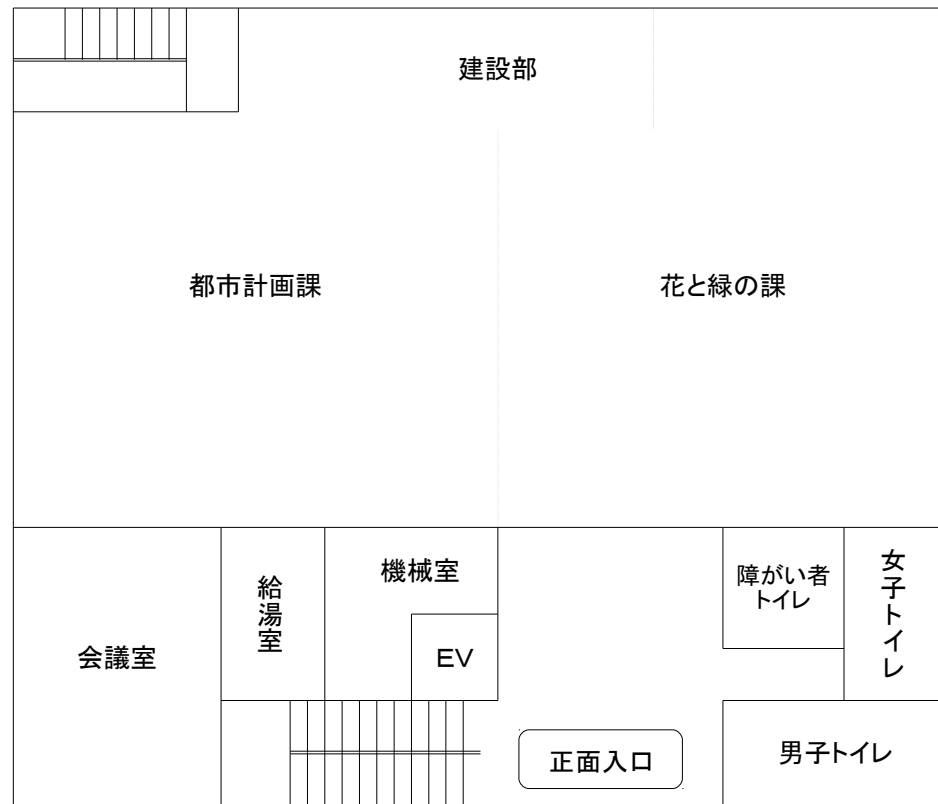 建設部
都市計画課
花と緑の課
会議室
給湯室
機械室
EV
障がい者
トイレ
女子トイレ
正面入口
男子トイレ